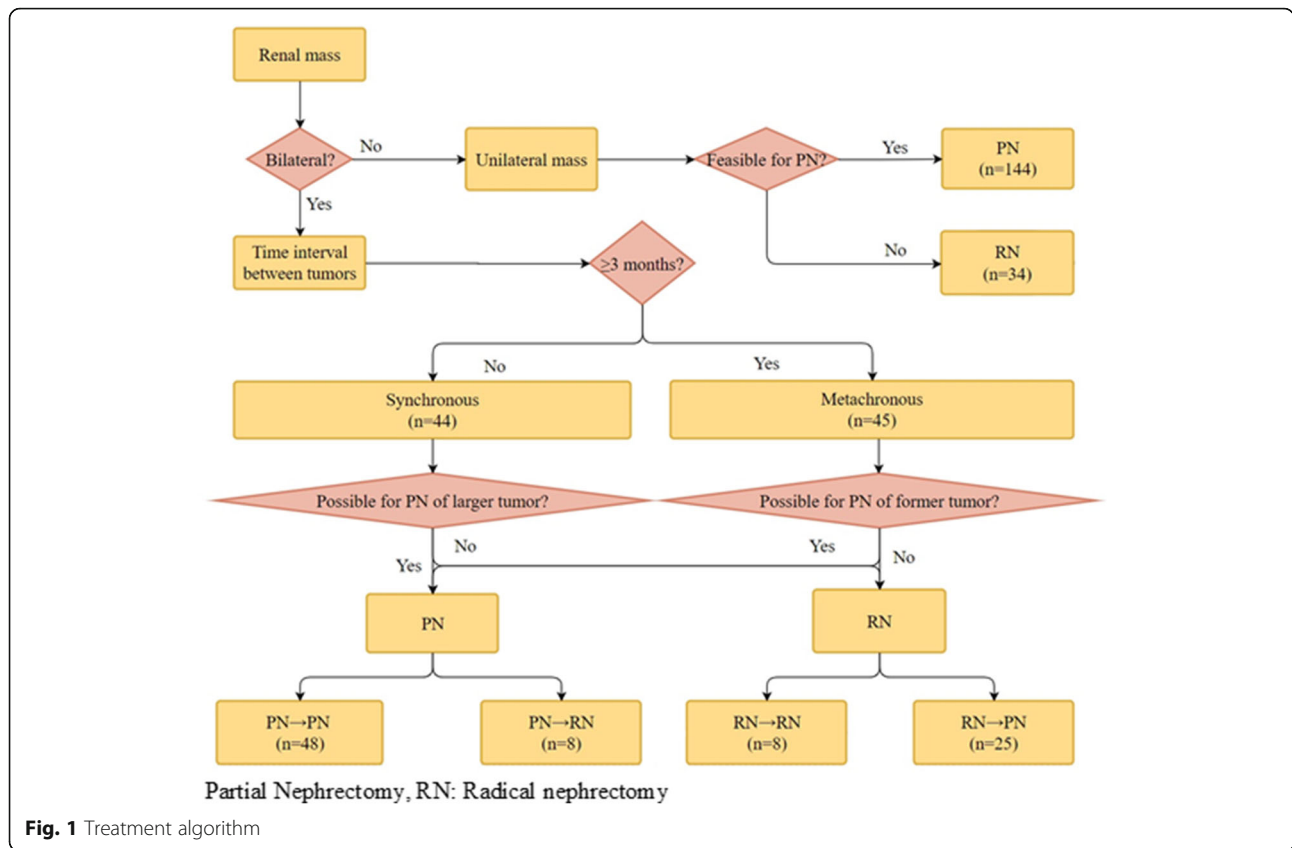 Renal mass
Bilateral?
No
Unilateral mass
Feasible for PN?
Yes
PN
(n=144)
Yes
No
RN
(n=34)
Time interval
between tumors
≥3 months?
No
Yes
Synchronous
(n=44)
Metachronous
(n=45)
Possible for PN of larger tumor?
Possible for PN of former tumor?
No
Yes
Yes
No
PN
RN
PN→PN
(n=48)
PN→RN
(n=8)
RN→RN
(n=8)
RN→PN
(n=25)
Partial Nephrectomy, RN: Radical nephrectomy
Fig. 1 Treatment algorithm